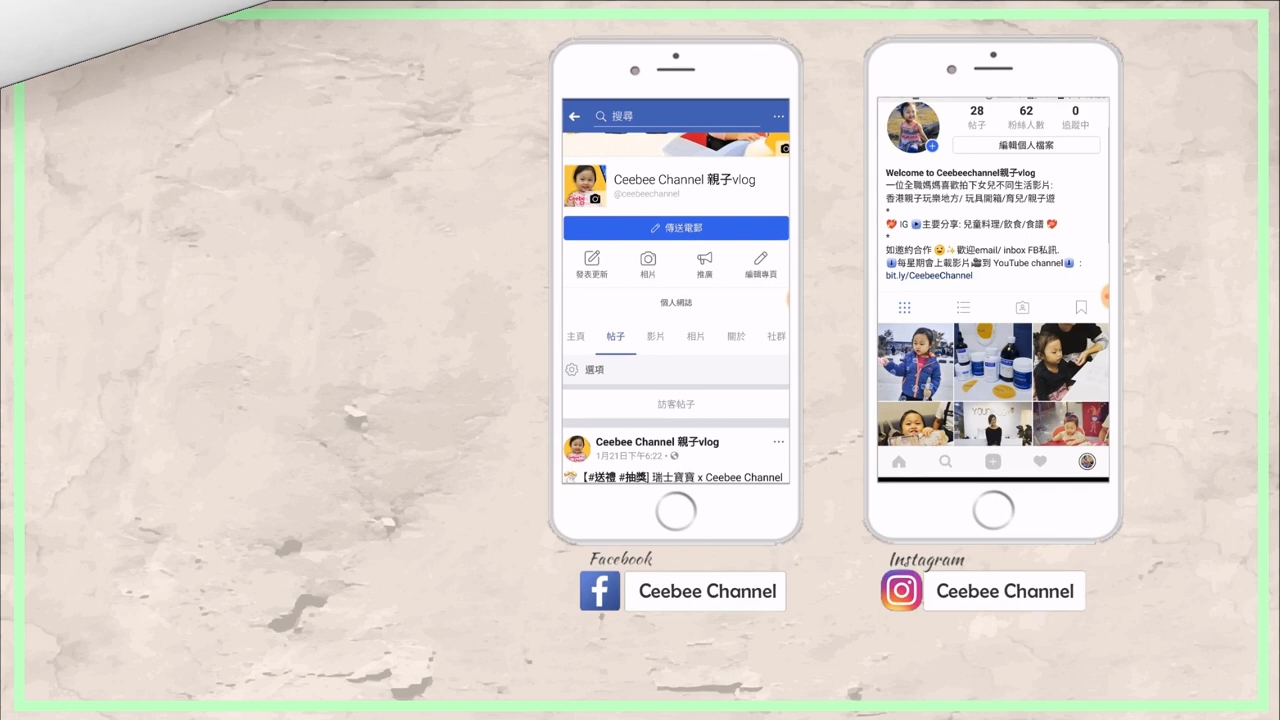 搜尋
Ceebee Channel 親子vlog
@ceebeechannel
傳送電郵
發表更新 相片 推廣 編輯專頁
個人網誌
主頁 帖子 影片 相片 關於 社群
選項
訪客帖子
Ceebee Channel 親子vlog
1月21日下午6:22
【#送禮 #抽獎] 瑞士寶寶 x Ceebee Channel
Facebook
Ceebee Channel
28 62 0
帖子 粉絲人數 追蹤中
編輯個人檔案
Welcome to Ceebeechannel親子vlog
一位全職媽媽喜歡拍下女兒不同生活影片:
香港親子玩樂地方/ 玩具開箱/育兒/親子遊
*
IG 主要分享: 兒童料理/飲食/食譜
*
如邀約合作 歡迎email/ inbox FB私訊.
每星期會上載影片 到 YouTube channel :
bit.ly/CeebeeChannel
Instagram
Ceebee Channel